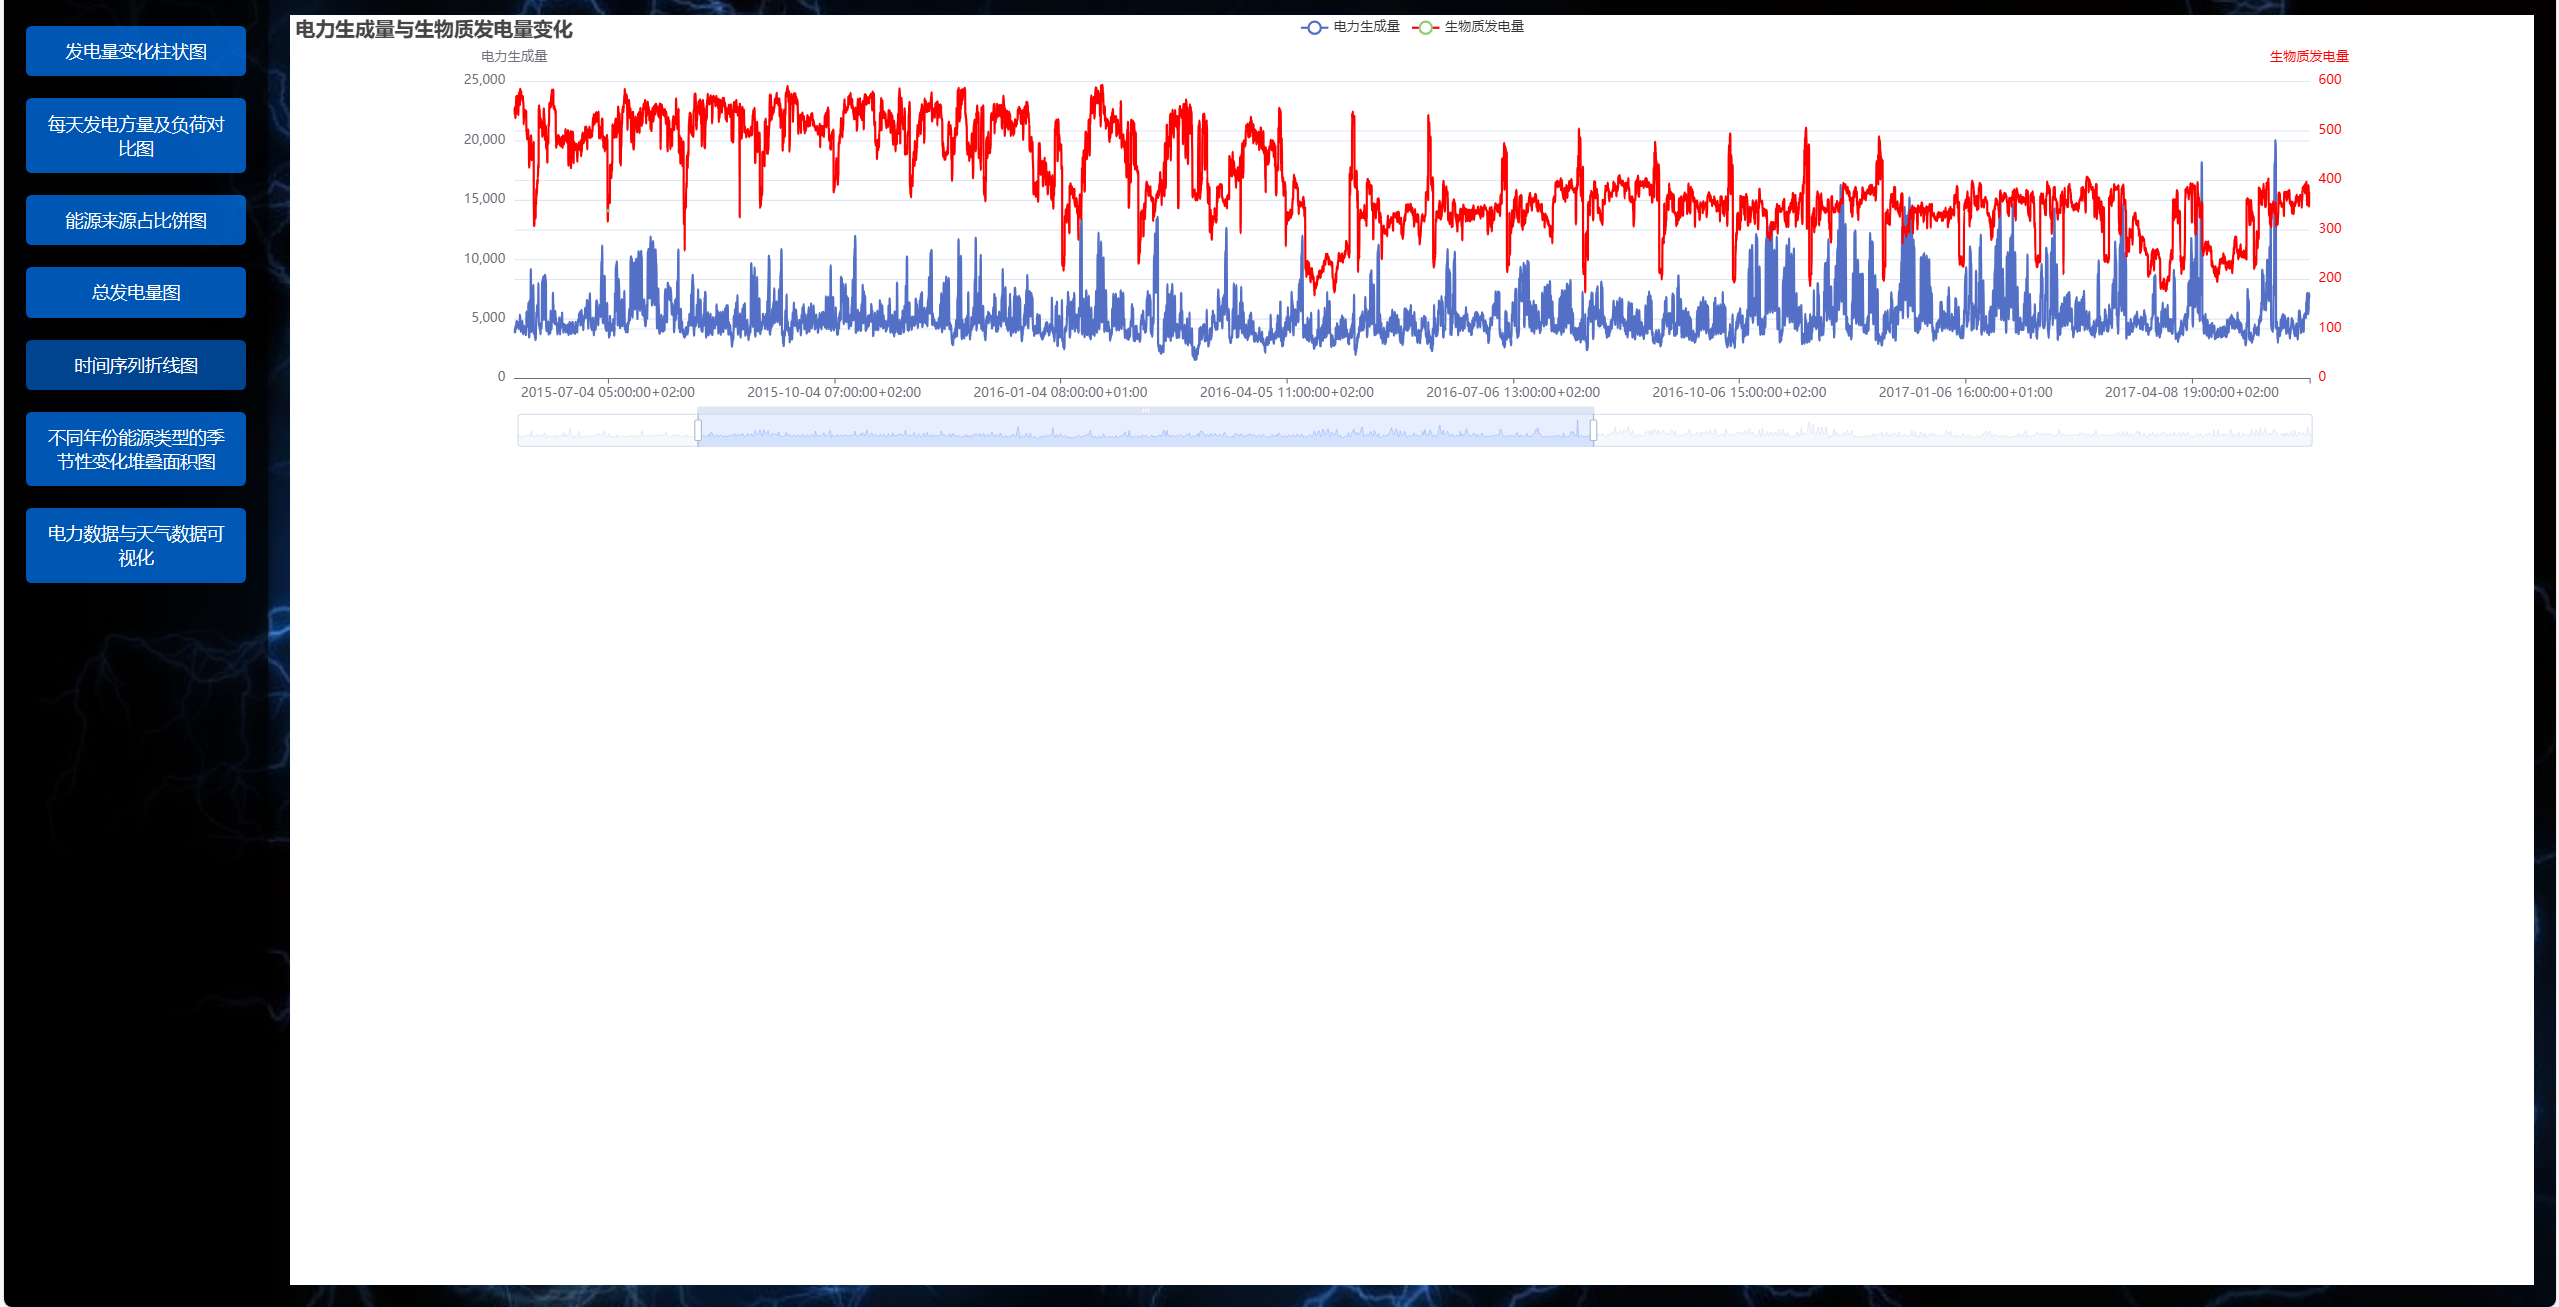 发电量变化柱状图
每天发电方量及负荷对
比图
能源来源占比饼图
总发电量图
时间序列折线图
不同年份能源类型的季
节性变化堆叠面积图
电力数据与天气数据可
视化
电力生成量与生物质发电量变化
电力生成量 生物质发电量
电力生成量
生物质发电量
25,000
20,000
15,000
10,000
5,000
0
600
500
400
300
200
100
0
2015-07-04 05:00:00+02:00 2015-10-04 07:00:00+02:00 2016-01-04 08:00:00+01:00 2016-04-05 11:00:00+02:00 2016-07-06 13:00:00+02:00 2016-10-06 15:00:00+02:00 2017-01-06 16:00:00+01:00 2017-04-08 19:00:00+02:00